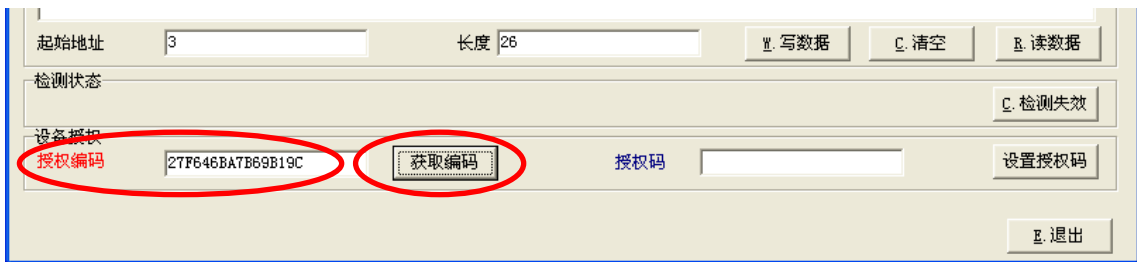 起始地址 3 长度 26 W.写数据 C.清空 R.读数据
检测状态
C.检测失效
设备授权
授权编码 27F646BA7B69B19C 获取编码 授权码 设置授权码
E.退出